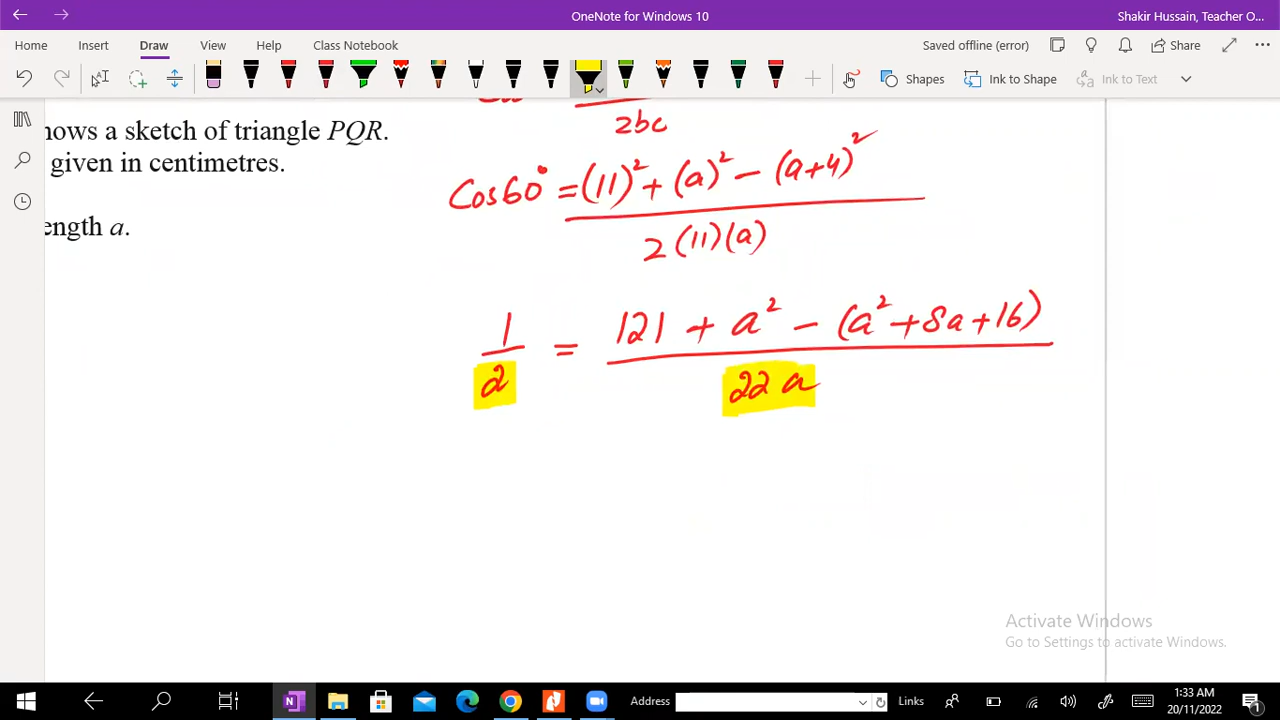 OneNote for Windows 10
Shakir Hussain, Teacher O...
Home Insert Draw View Help Class Notebook
Saved offline (error) Share
Shapes Ink to Shape Ink to Text
2bc
hows a sketch of triangle PQR.
given in centimetres.
ength a.
Cos60° = (11)² + (a)² − (a+4)²
2(11)(a)
1 = 121 + a² − (a² + 8a + 16)
2 22a
Activate Windows
Go to Settings to activate Windows.
Address Links
1:33 AM
20/11/2022